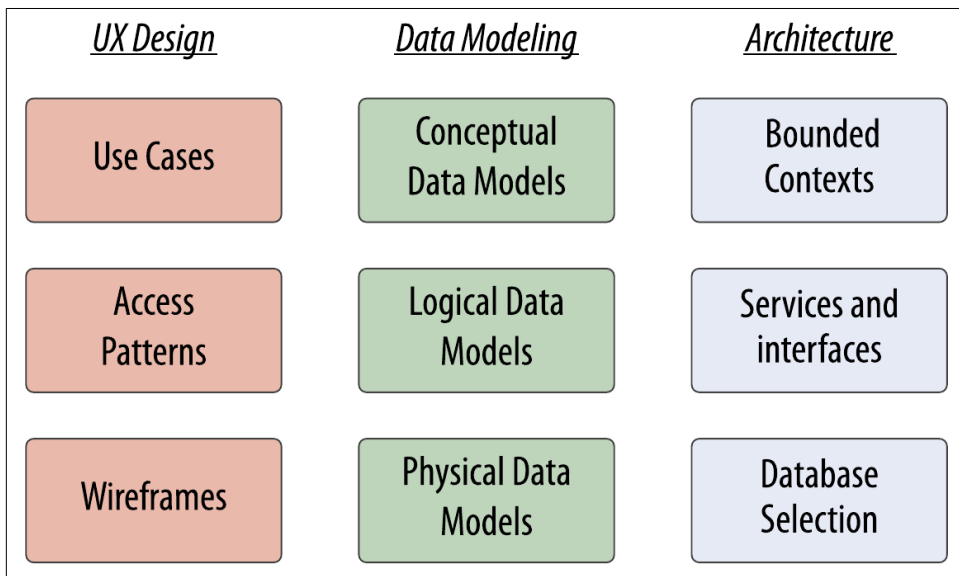 UX Design
Data Modeling
Architecture
Use Cases
Conceptual
Data Models
Bounded
Contexts
Access
Patterns
Logical Data
Models
Services and
interfaces
Wireframes
Physical Data
Models
Database
Selection